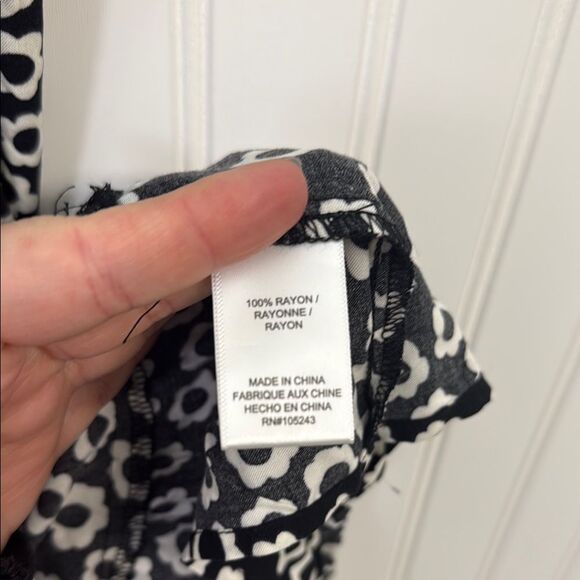 100% RAYON /
RAYONNE /
RAYON
MADE IN CHINA
FABRIQUE AUX CHINE
HECHO EN CHINA
RN#105243